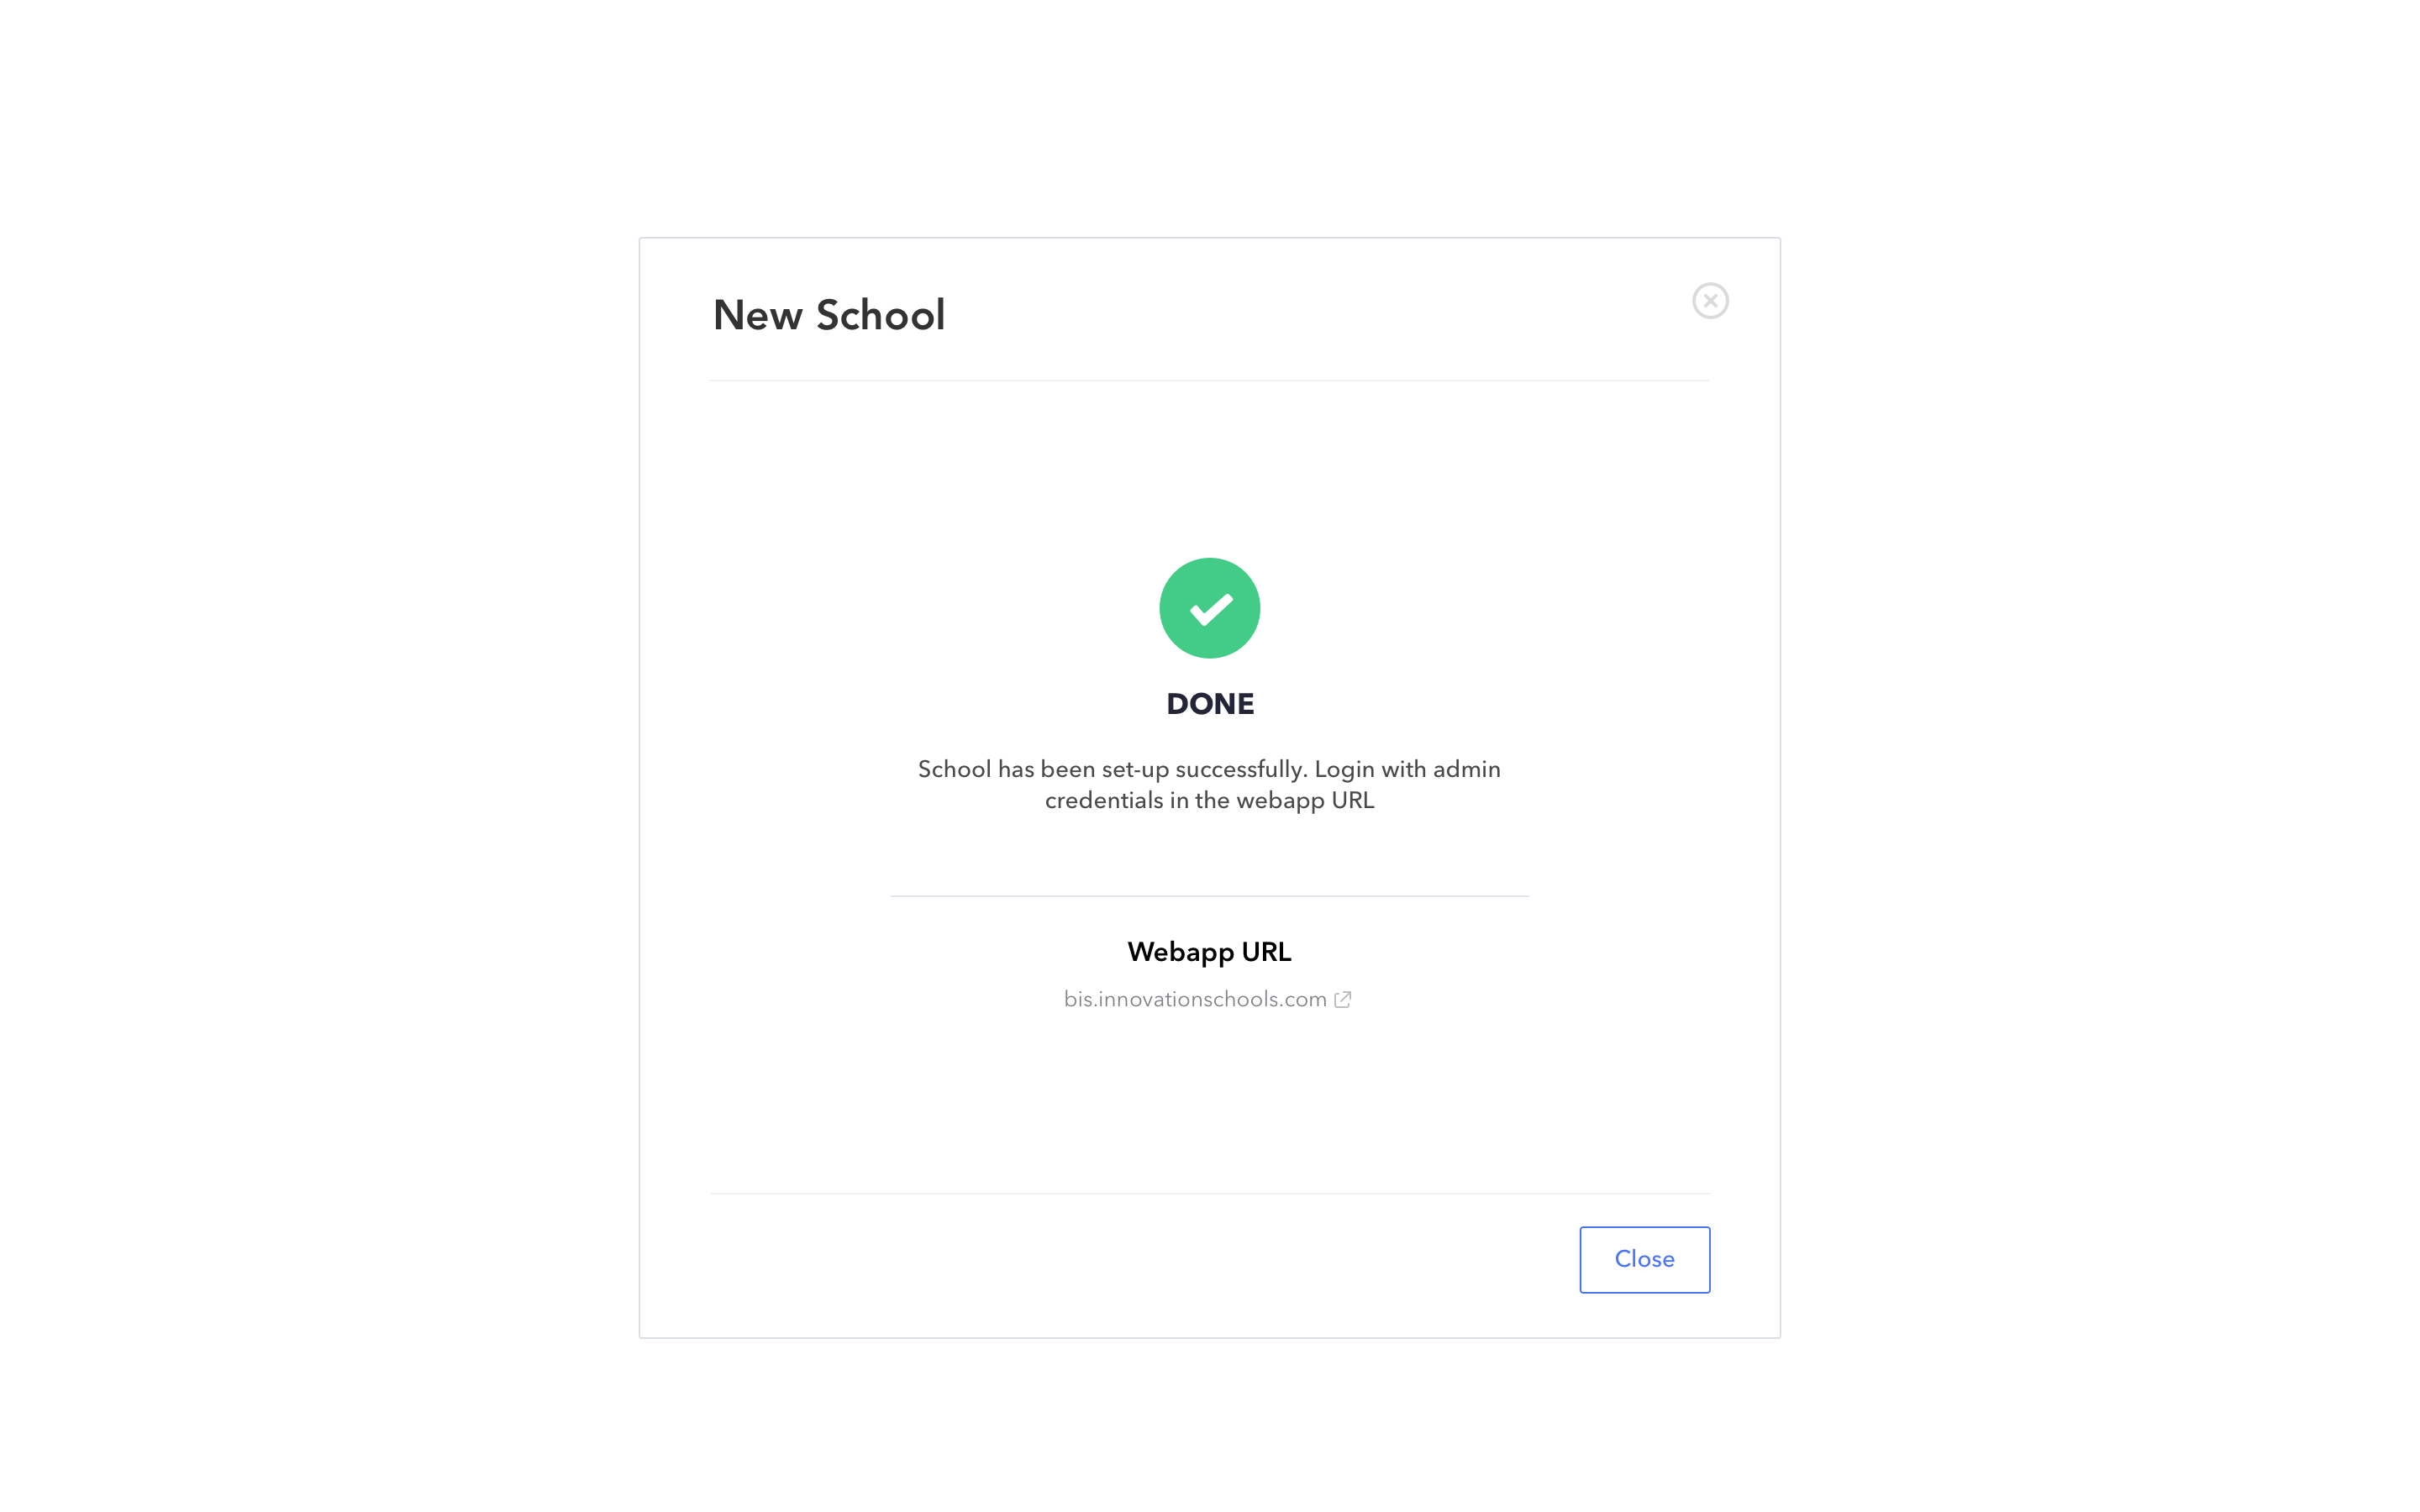 New School
DONE
School has been set-up successfully. Login with admin
credentials in the webapp URL
Webapp URL
bis.innovationschools.com
Close